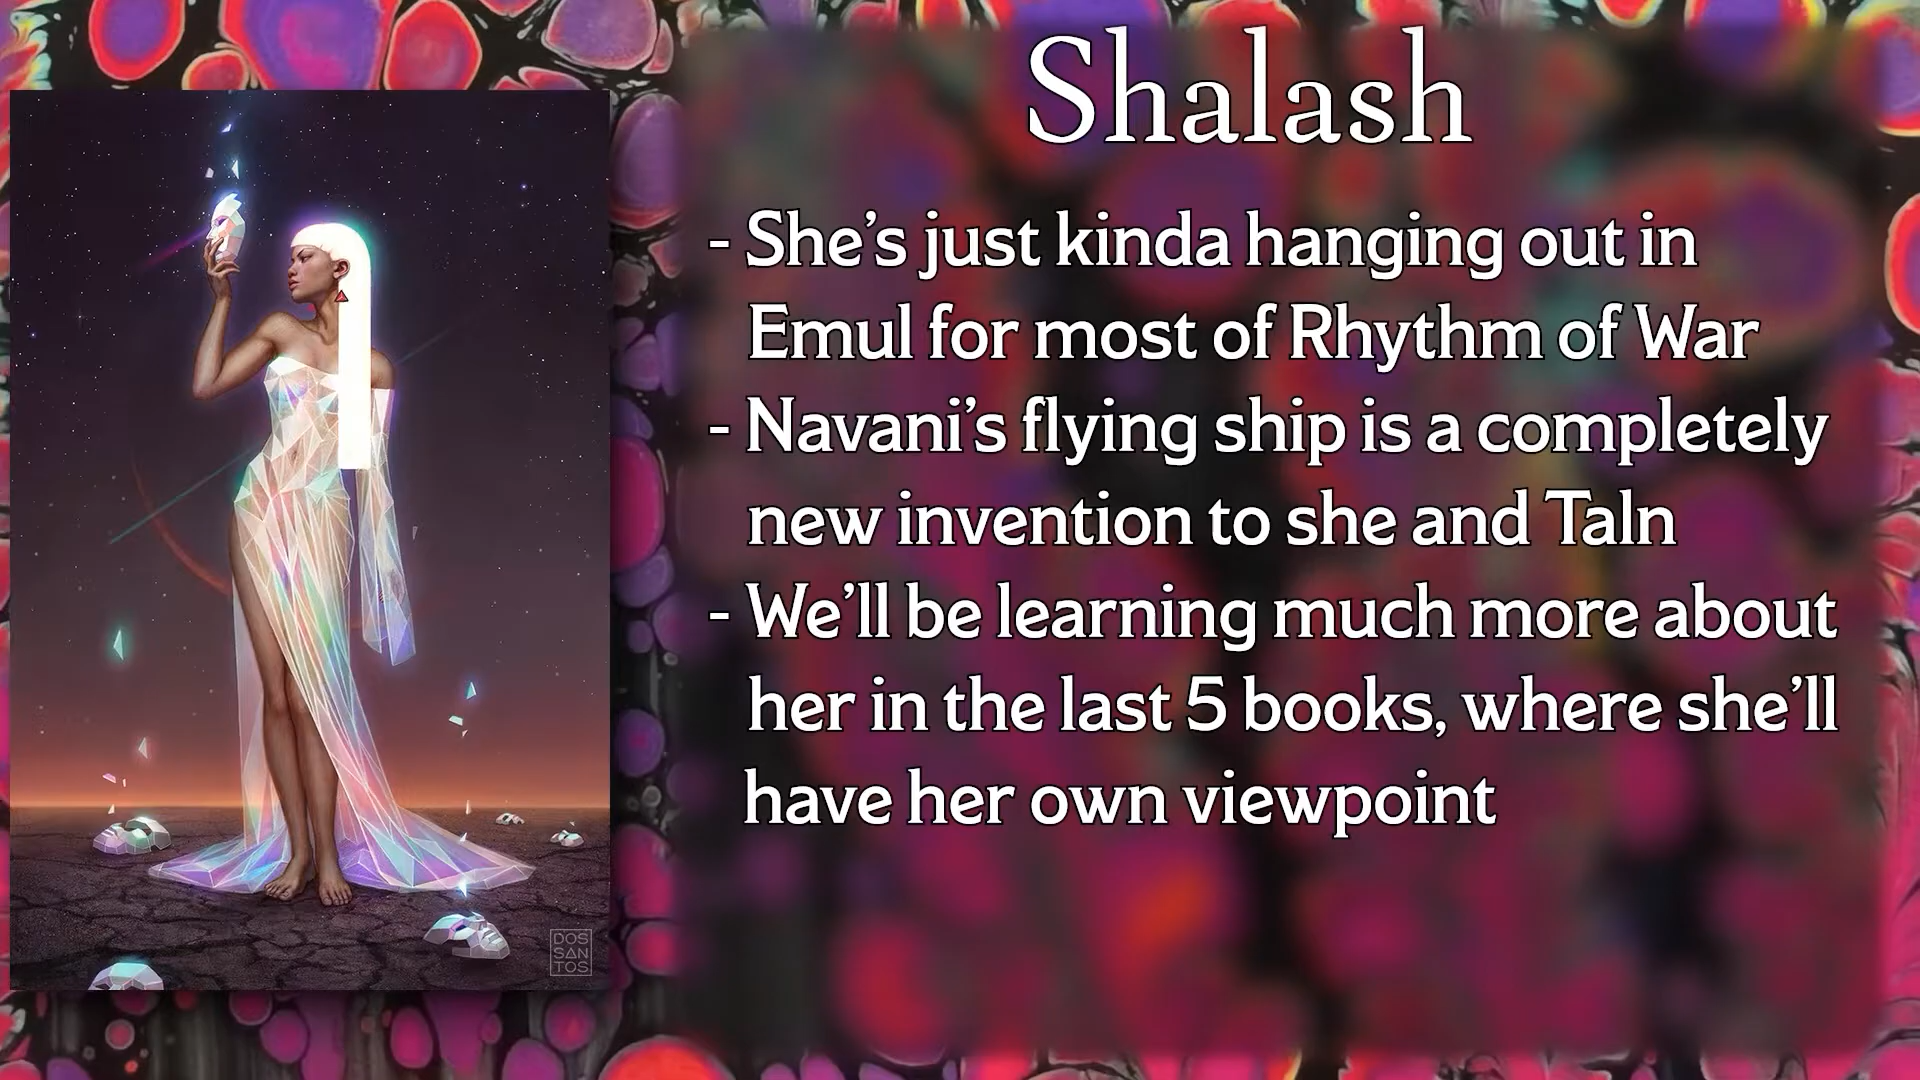 Shalash
- She's just kinda hanging out in
Emul for most of Rhythm of War
- Navani's flying ship is a completely
new invention to she and Taln
- We'll be learning much more about
her in the last 5 books, where she'll
have her own viewpoint
DOS
SAN
TOS